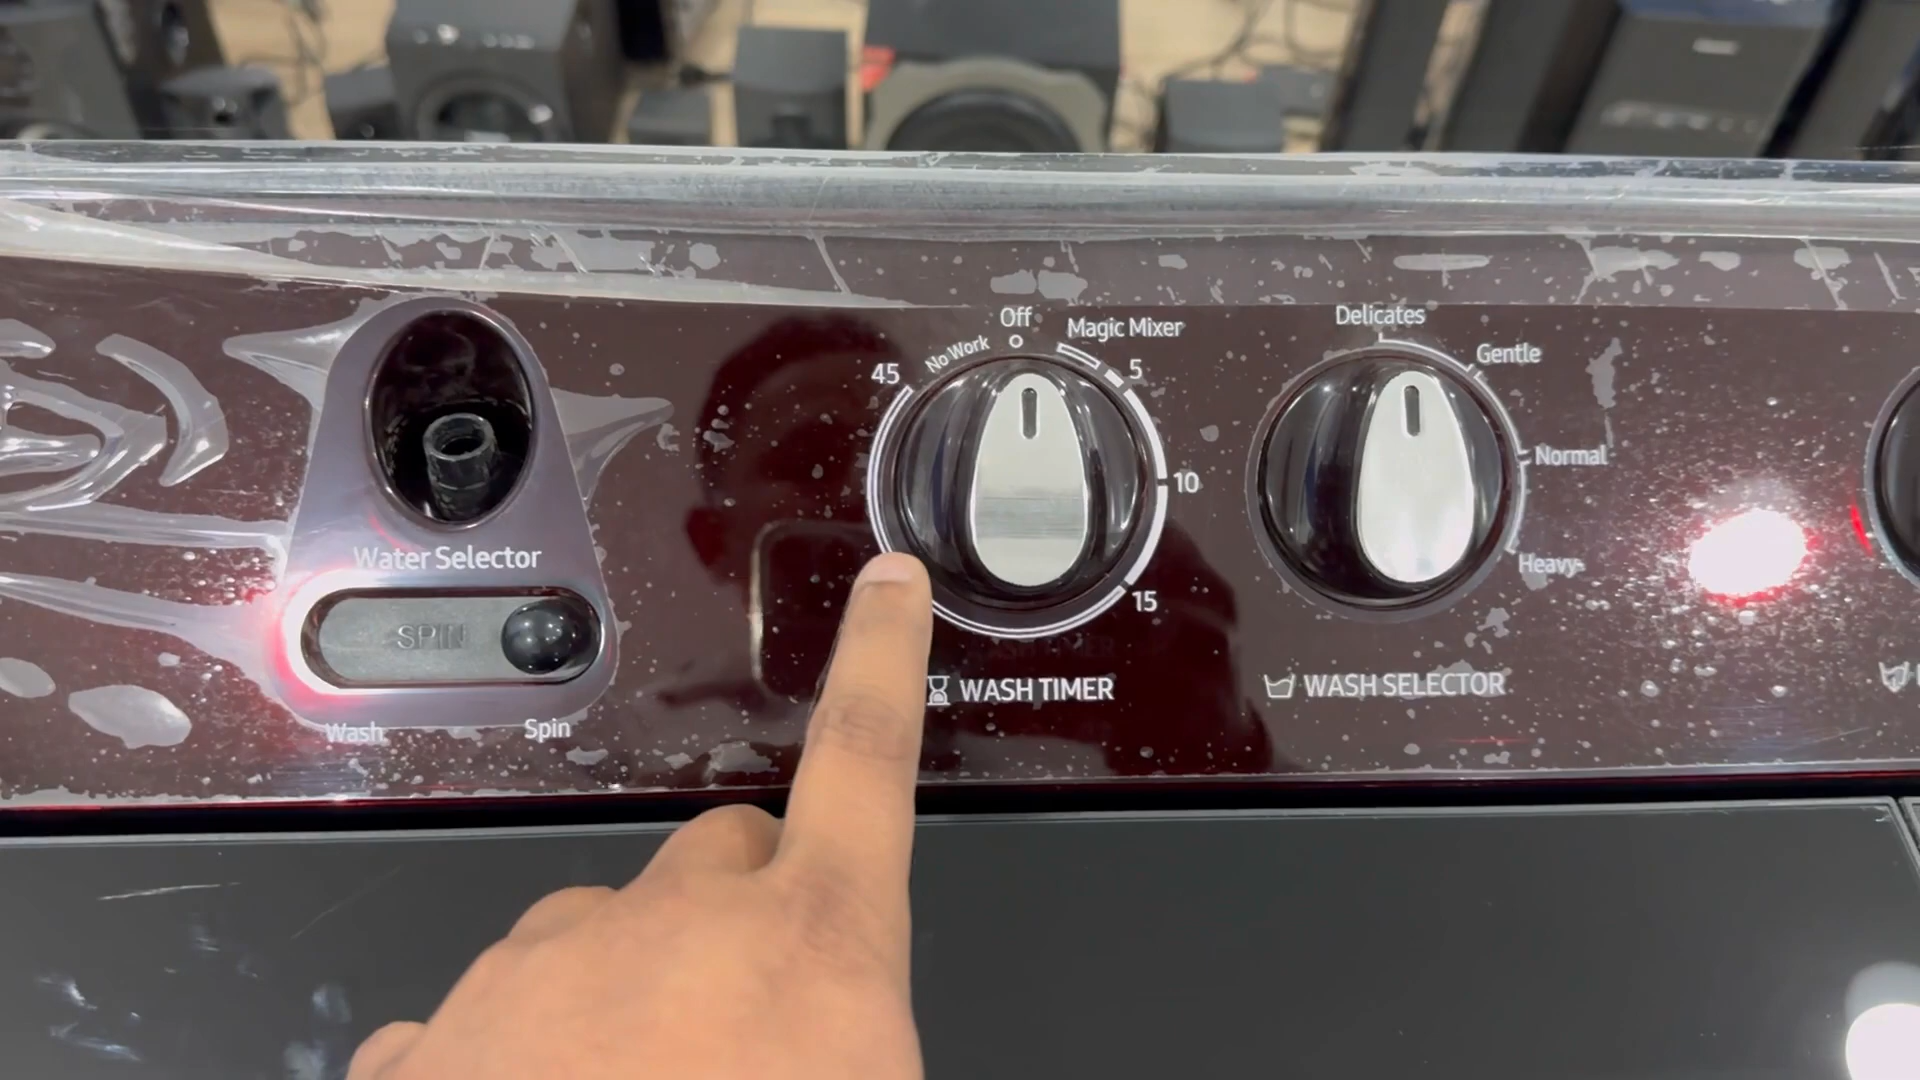 Off
No Work
Magic Mixer
45
5
10
15
WASH TIMER
Delicates
Gentle
Normal
Heavy
WASH SELECTOR
Water Selector
SPIN
Wash
Spin